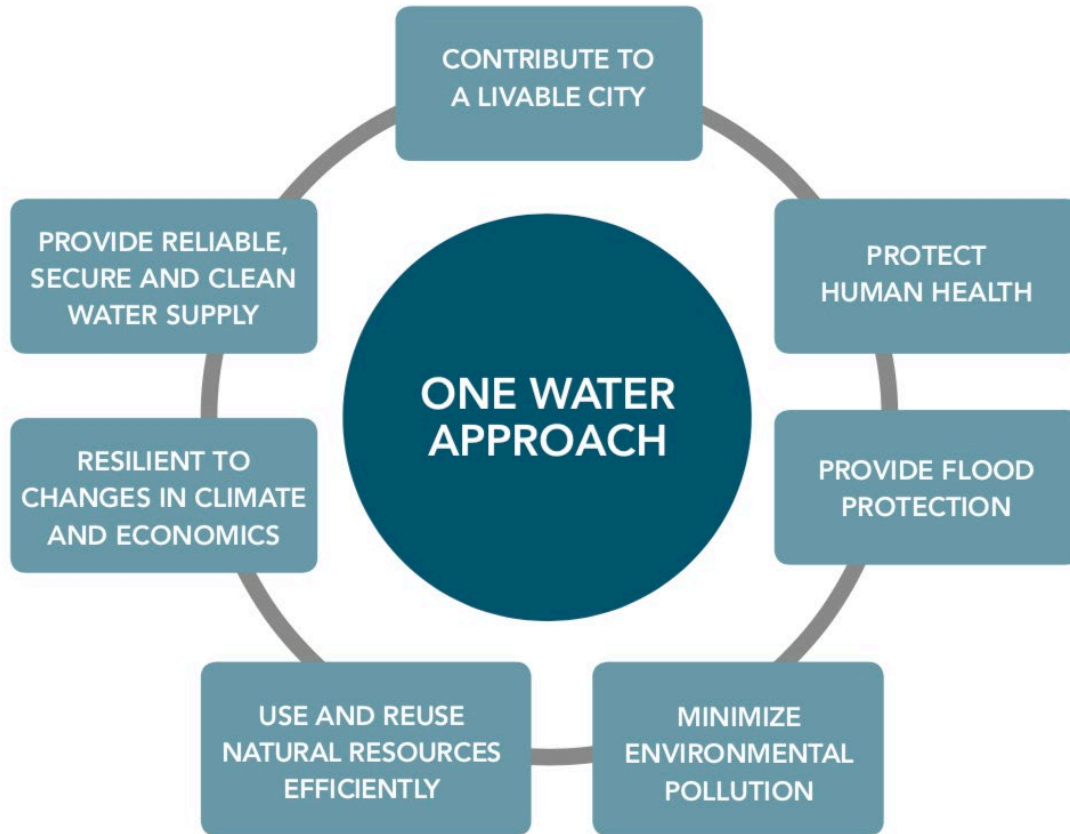 CONTRIBUTE TO
A LIVABLE CITY
PROTECT
HUMAN HEALTH
PROVIDE FLOOD
PROTECTION
MINIMIZE
ENVIRONMENTAL
POLLUTION
USE AND REUSE
NATURAL RESOURCES
EFFICIENTLY
RESILIENT TO
CHANGES IN CLIMATE
AND ECONOMICS
PROVIDE RELIABLE,
SECURE AND CLEAN
WATER SUPPLY
ONE WATER
APPROACH